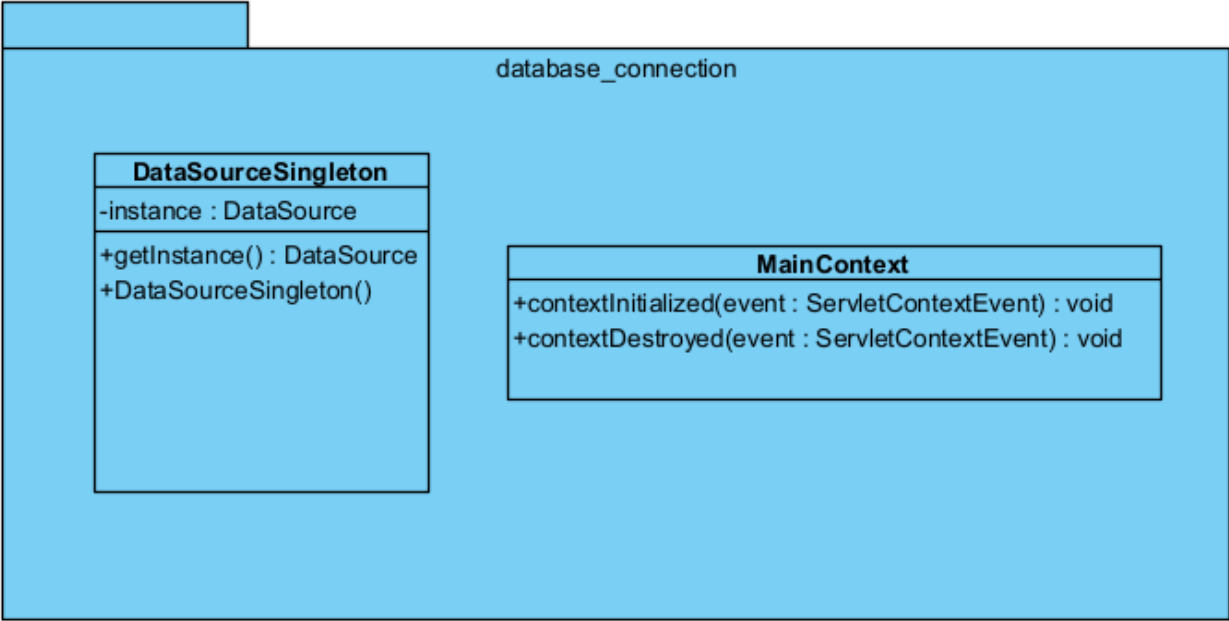 database_connection
DataSourceSingleton
-instance : DataSource
+getInstance() : DataSource
+DataSourceSingleton()
MainContext
+contextInitialized(event : ServletContextEvent) : void
+contextDestroyed(event : ServletContextEvent) : void